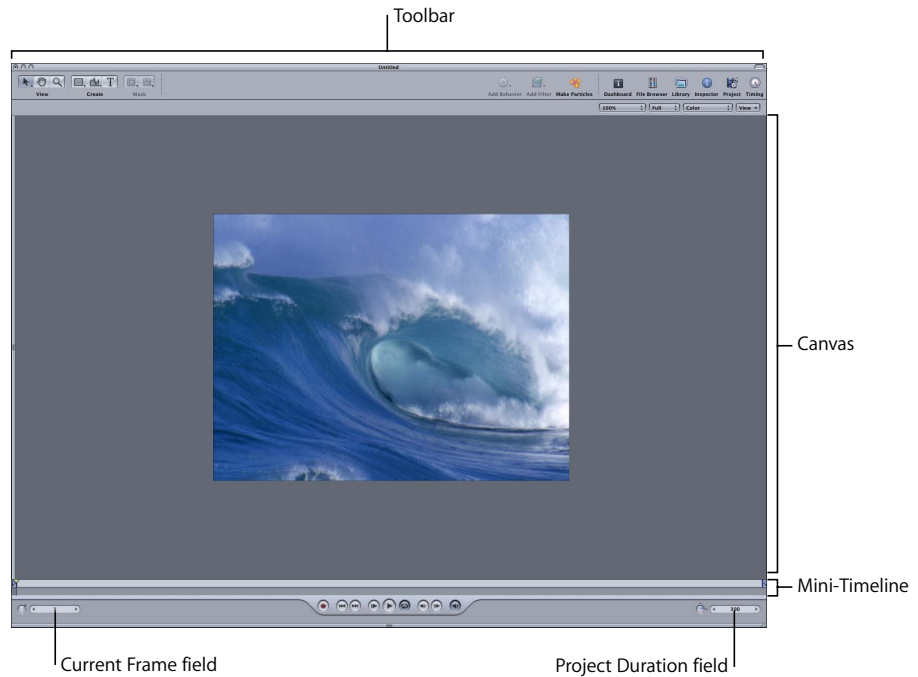 Toolbar
Untitled
View Create Mask Add Behavior Add Filter Make Particles Dashboard File Browser Library Inspector Project Timing
100% Full Color View
Canvas
Mini-Timeline
1 300
Current Frame field Project Duration field